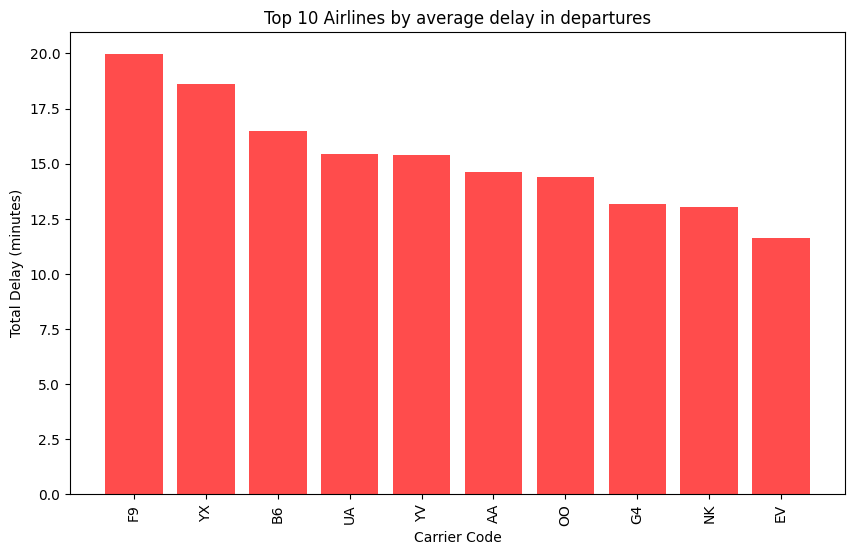 Top 10 Airlines by average delay in departures
Total Delay (minutes)
20.0
17.5
15.0
12.5
10.0
7.5
5.0
2.5
0.0
F9 YX B6 UA YV AA OO G4 NK EV
Carrier Code